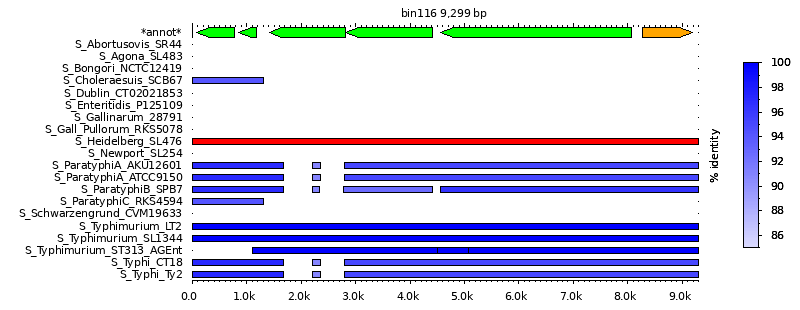 bin116 9,299 bp
*annot*
S_Abortusovis_SR44
S_Agona_SL483
S_Bongori_NCTC12419
S_Choleraesuis_SCB67
S_Dublin_CT02021853
S_Enteritidis_P125109
S_Gallinarum_28791
S_Gall_Pullorum_RKS5078
S_Heidelberg_SL476
S_Newport_SL254
S_ParatyphiA_AKU12601
S_ParatyphiA_ATCC9150
S_ParatyphiB_SPB7
S_ParatyphiC_RKS4594
S_Schwarzengrund_CVM19633
S_Typhimurium_LT2
S_Typhimurium_SL1344
S_Typhimurium_ST313_AGEnt
S_Typhi_CT18
S_Typhi_Ty2
0.0 1.0k 2.0k 3.0k 4.0k 5.0k 6.0k 7.0k 8.0k 9.0k
% identity
100
98
96
94
92
90
88
86